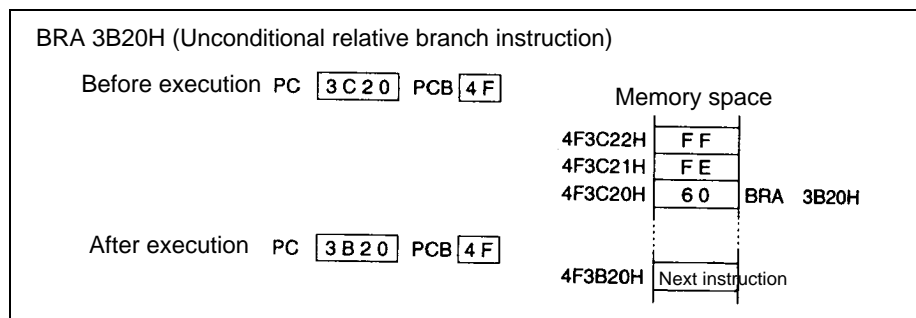 BRA 3B20H (Unconditional relative branch instruction)
Before execution PC 3C20 PCB 4F
Memory space
4F3C22H FF
4F3C21H FE
4F3C20H 60 BRA 3B20H
After execution PC 3B20 PCB 4F
4F3B20H Next instruction